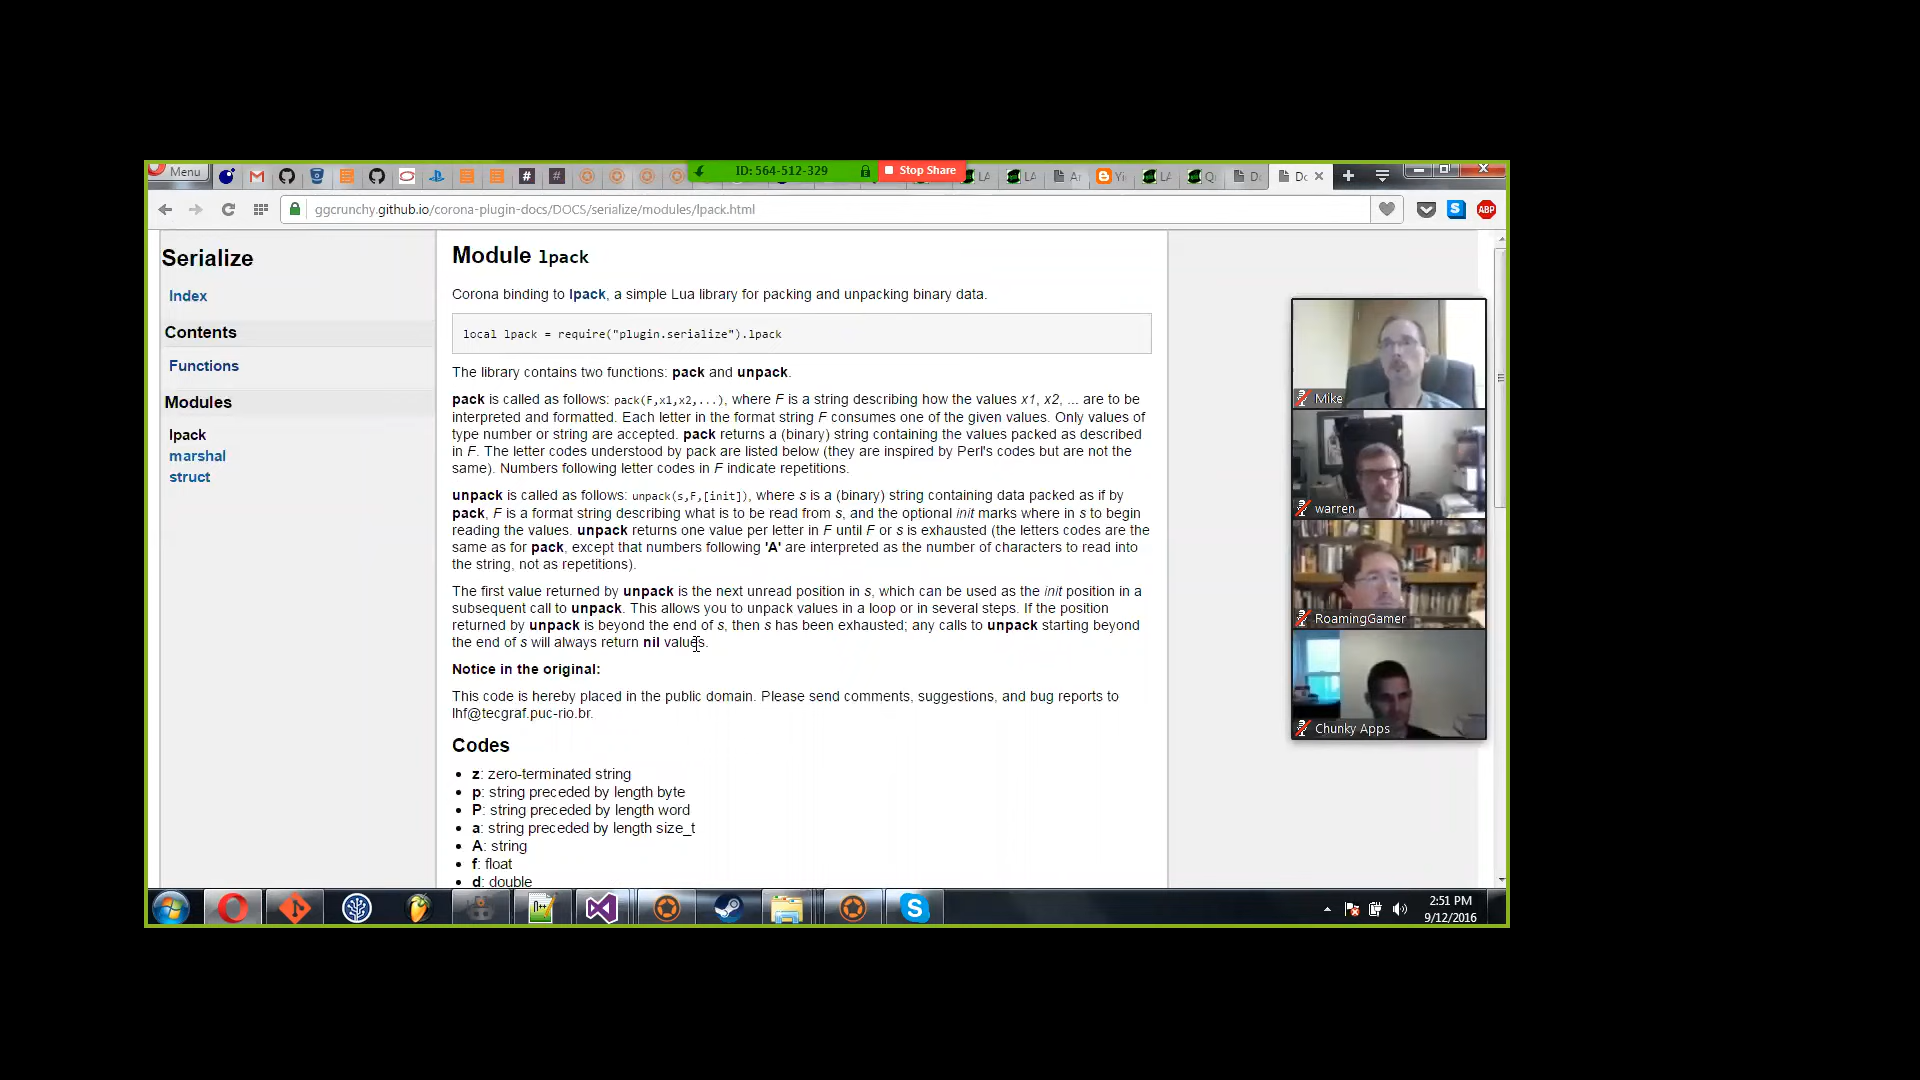 Menu
ID: 564-512-329
Stop Share
ggcrunchy.github.io/corona-plugin-docs/DOCS/serialize/modules/lpack.html
ABP
Serialize
Index
Contents
Functions
Modules
lpack
marshal
struct
Module lpack
Corona binding to lpack, a simple Lua library for packing and unpacking binary data.
local lpack = require("plugin.serialize").lpack
The library contains two functions: pack and unpack.
pack is called as follows: pack(F,x1,x2,...), where F is a string describing how the values x1, x2, ... are to be
interpreted and formatted. Each letter in the format string F consumes one of the given values. Only values of
type number or string are accepted. pack returns a (binary) string containing the values packed as described
in F. The letter codes understood by pack are listed below (they are inspired by Perl's codes but are not the
same). Numbers following letter codes in F indicate repetitions.
unpack is called as follows: unpack(s,F,[init]), where s is a (binary) string containing data packed as if by
pack, F is a format string describing what is to be read from s, and the optional init marks where in s to begin
reading the values. unpack returns one value per letter in F until F or s is exhausted (the letters codes are the
same as for pack, except that numbers following 'A' are interpreted as the number of characters to read into
the string, not as repetitions).
The first value returned by unpack is the next unread position in s, which can be used as the init position in a
subsequent call to unpack. This allows you to unpack values in a loop or in several steps. If the position
returned by unpack is beyond the end of s, then s has been exhausted; any calls to unpack starting beyond
the end of s will always return nil values.
Notice in the original:
This code is hereby placed in the public domain. Please send comments, suggestions, and bug reports to
lhf@tecgraf.puc-rio.br.
Codes
z: zero-terminated string
p: string preceded by length byte
P: string preceded by length word
a: string preceded by length size_t
A: string
f: float
d: double
Mike
warren
RoamingGamer
Chunky Apps
2:51 PM
9/12/2016